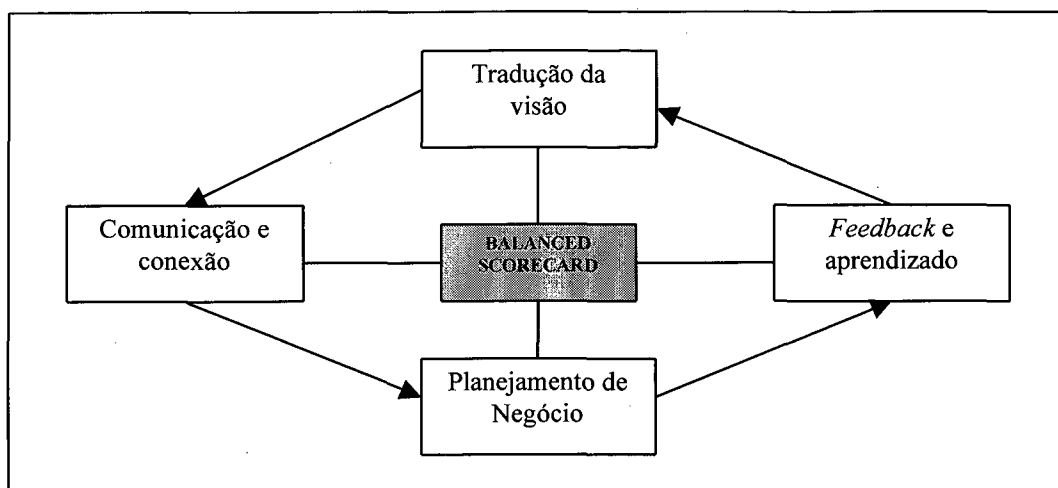 Tradução da
visão
Comunicação e
conexão
BALANCED
SCORECARD
Feedback e
aprendizado
Planejamento de
Negócio